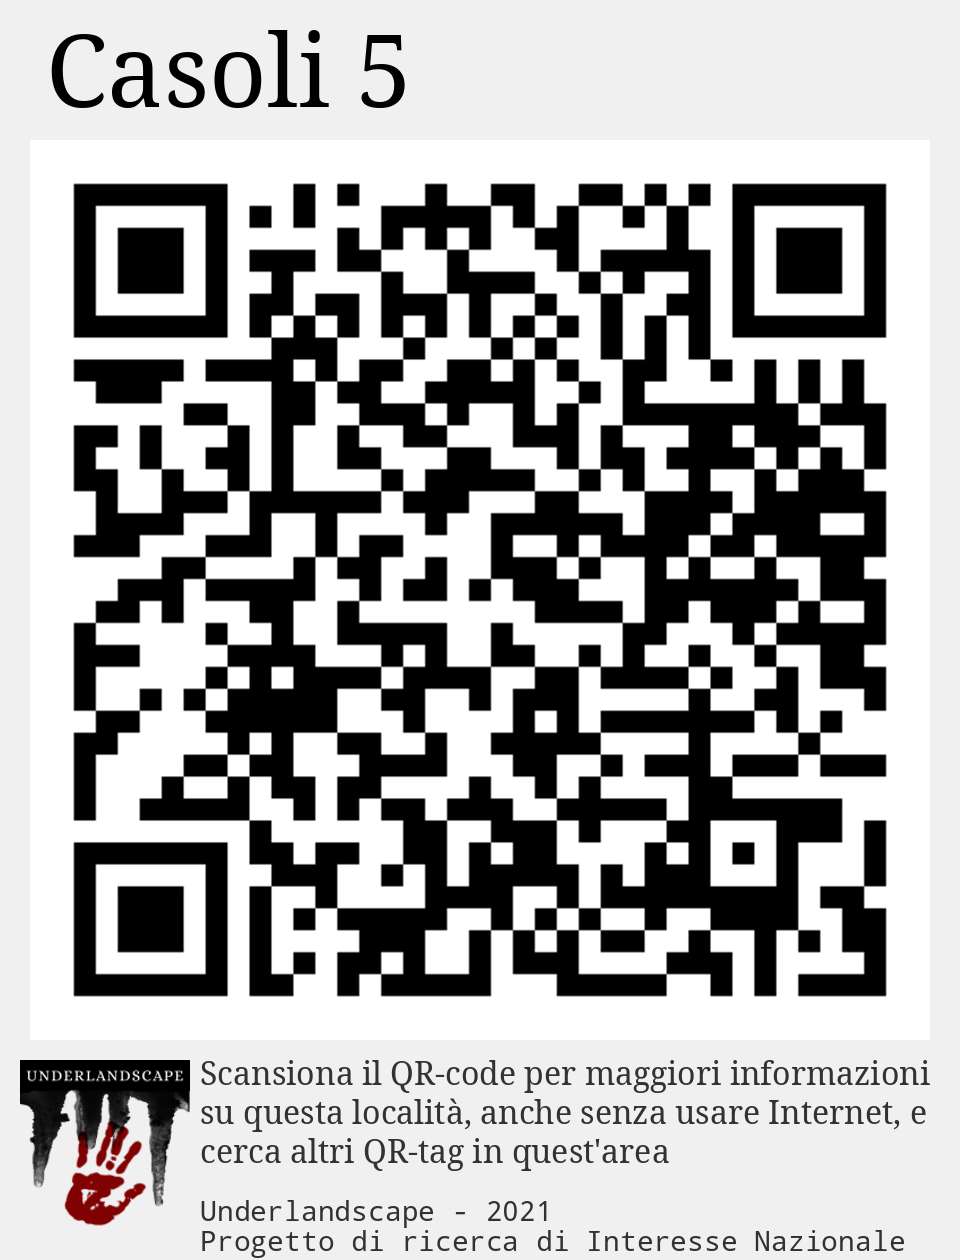 Casoli 5
UNDERLANDSCAPE
Scansiona il QR-code per maggiori informazioni
su questa località, anche senza usare Internet, e
cerca altri QR-tag in quest'area
Underlandscape - 2021
Progetto di ricerca di Interesse Nazionale